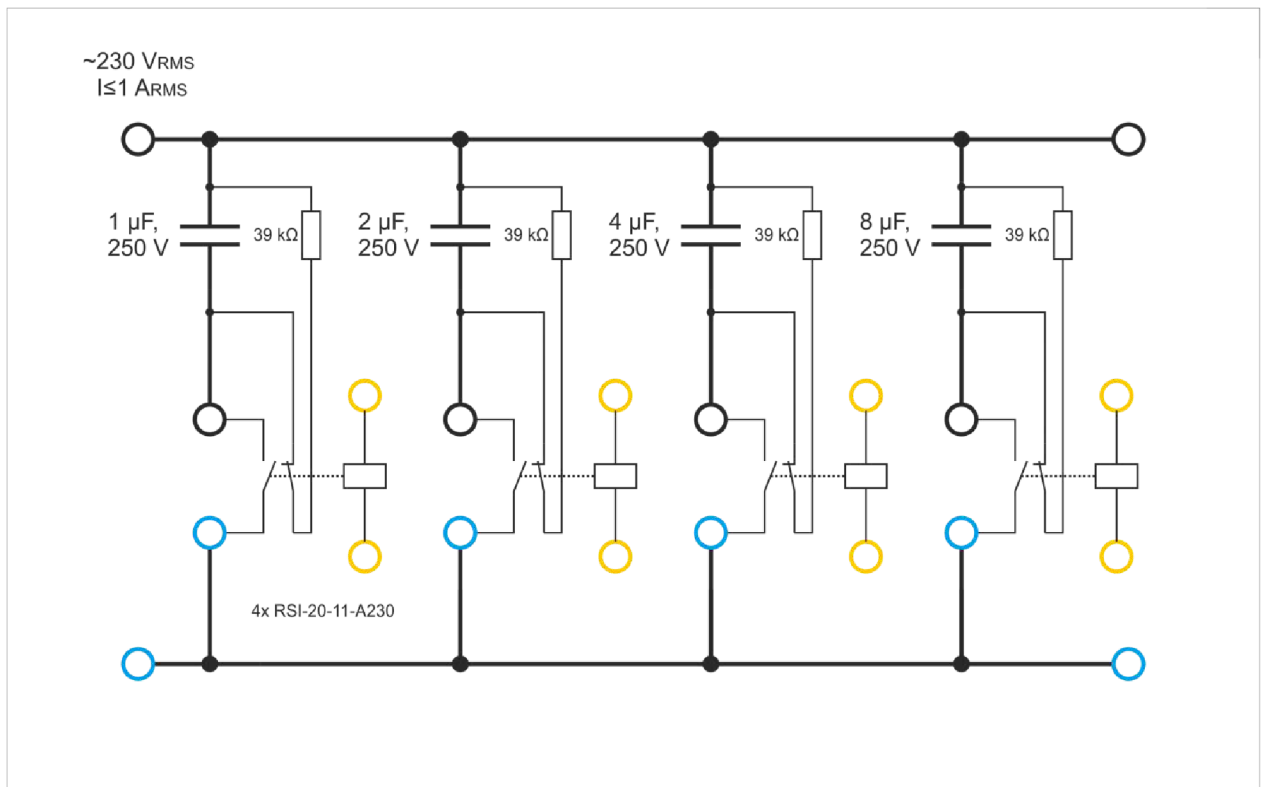 ~230 VRMS
I≤1 ARMS
1 µF,
250 V
39 kΩ
2 µF,
250 V
39 kΩ
4 µF,
250 V
39 kΩ
8 µF,
250 V
39 kΩ
4x RSI-20-11-A230